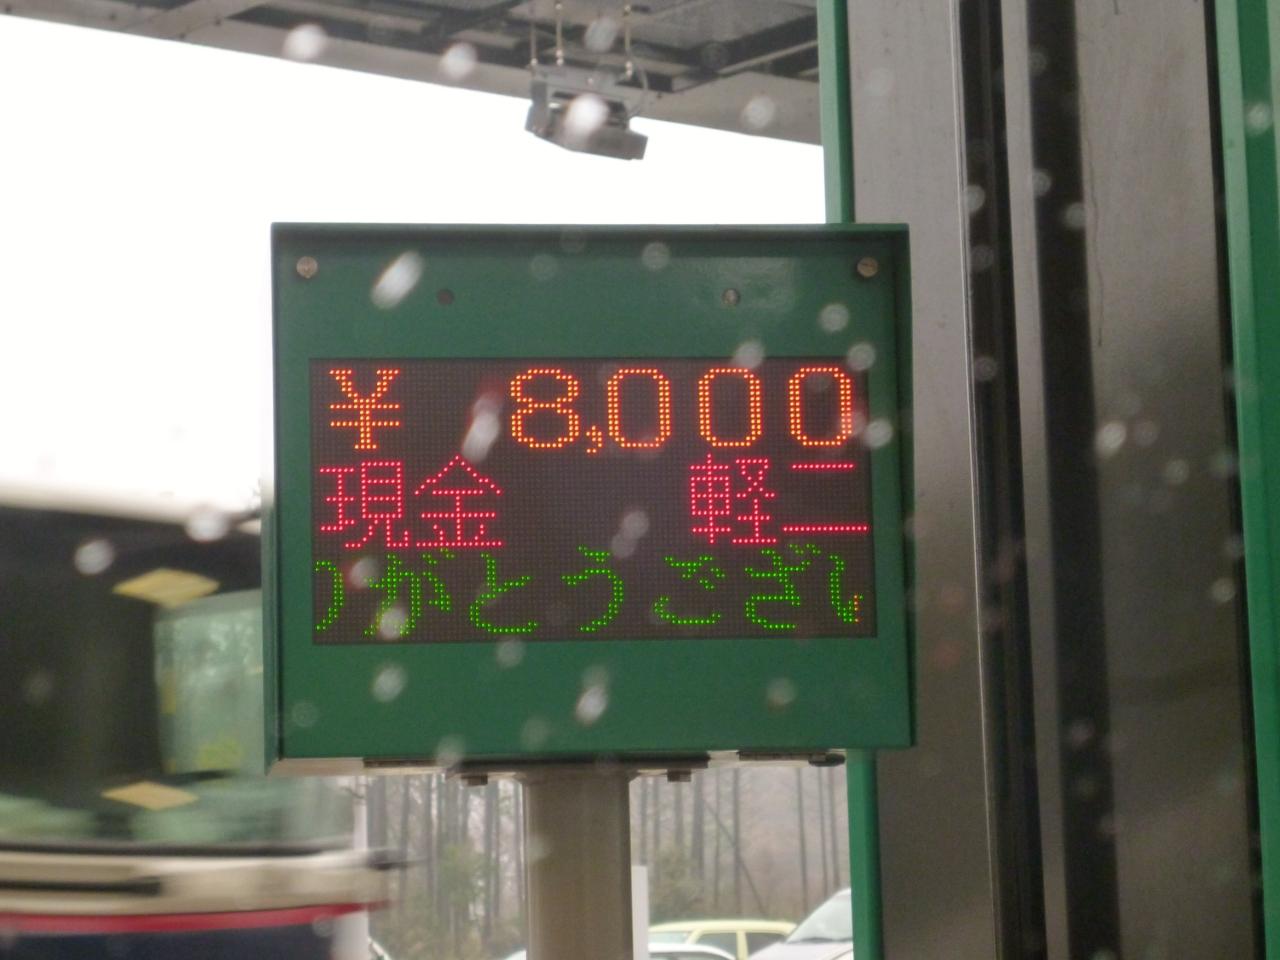 ¥ 8,000
現金 軽二
りがとうござい